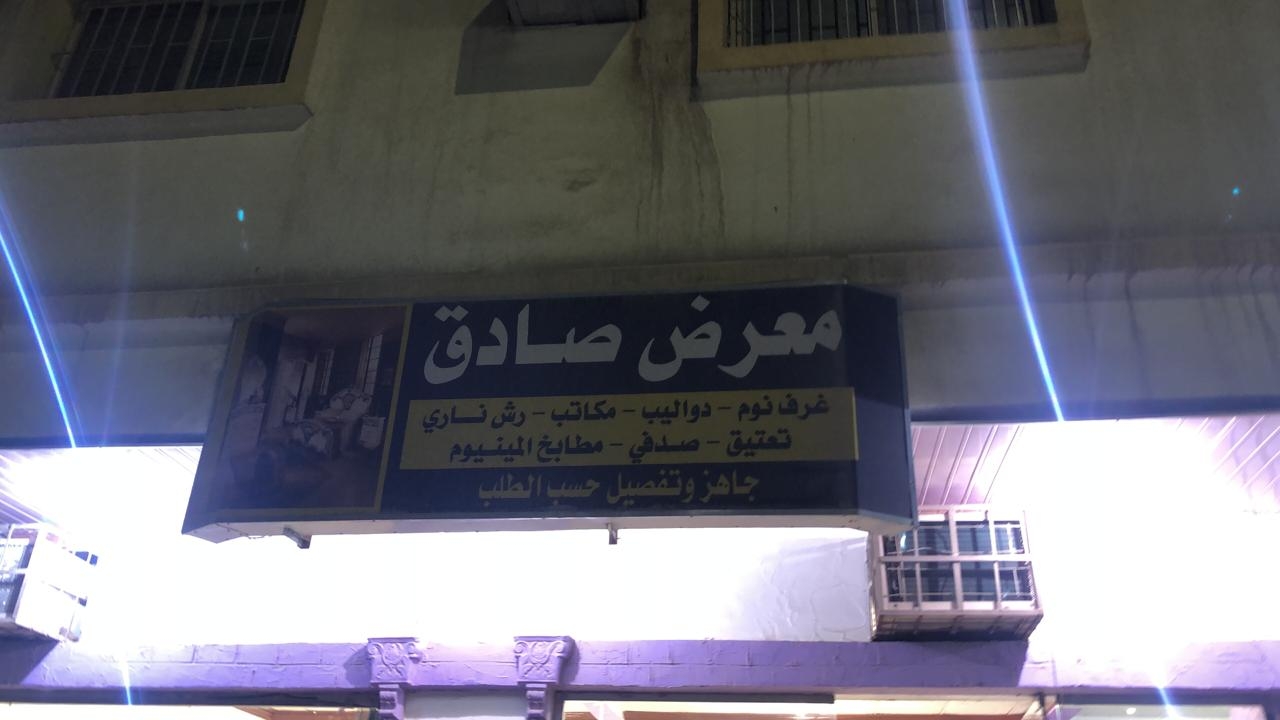 معرض صادق
غرف نوم - دواليب - مكاتب - رش ناري
تعتيق - صدفي - مطابخ المينيوم
جاهز وتفصيل حسب الطلب